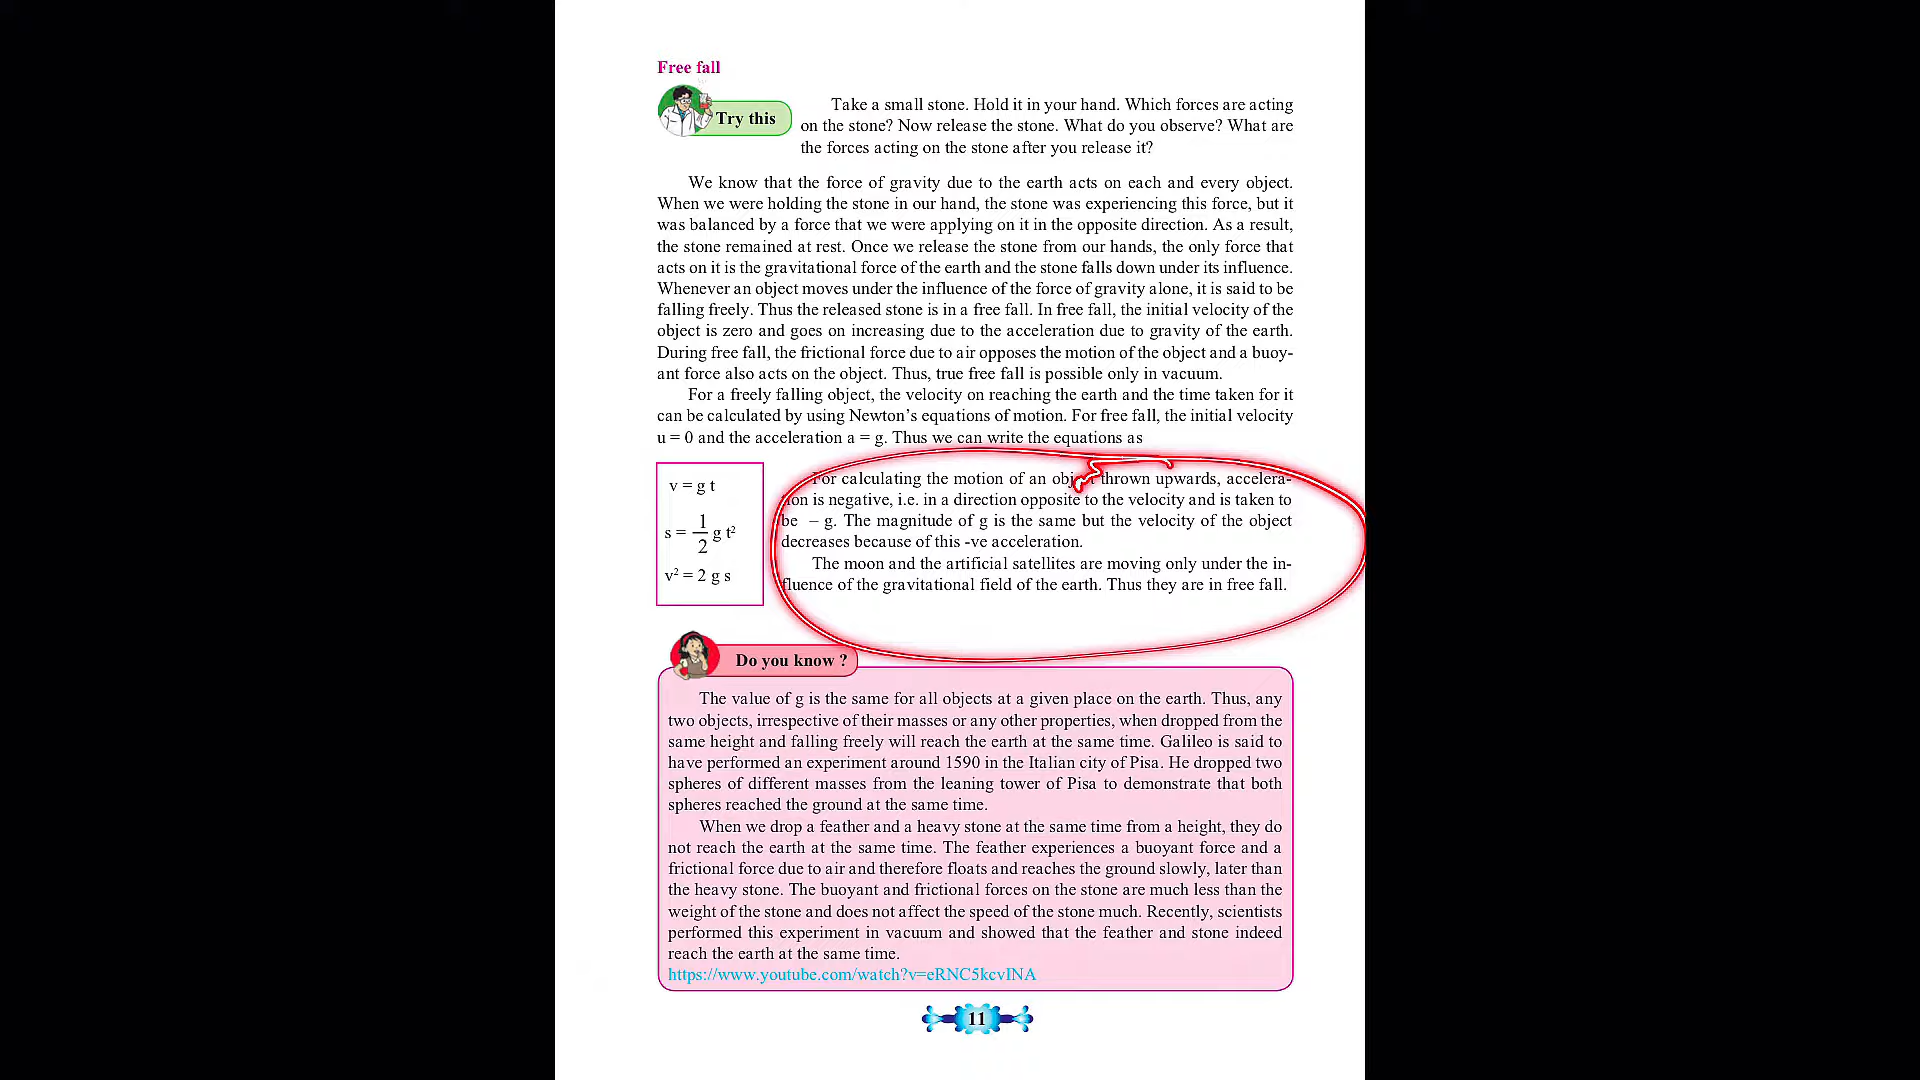 Free fall
Try this
Take a small stone. Hold it in your hand. Which forces are acting
on the stone? Now release the stone. What do you observe? What are
the forces acting on the stone after you release it?
We know that the force of gravity due to the earth acts on each and every object.
When we were holding the stone in our hand, the stone was experiencing this force, but it
was balanced by a force that we were applying on it in the opposite direction. As a result,
the stone remained at rest. Once we release the stone from our hands, the only force that
acts on it is the gravitational force of the earth and the stone falls down under its influence.
Whenever an object moves under the influence of the force of gravity alone, it is said to be
falling freely. Thus the released stone is in a free fall. In free fall, the initial velocity of the
object is zero and goes on increasing due to the acceleration due to gravity of the earth.
During free fall, the frictional force due to air opposes the motion of the object and a buoy-
ant force also acts on the object. Thus, true free fall is possible only in vacuum.
For a freely falling object, the velocity on reaching the earth and the time taken for it
can be calculated by using Newton's equations of motion. For free fall, the initial velocity
u = 0 and the acceleration a = g. Thus we can write the equations as
v = g t
s = 1/2 g t²
v² = 2 g s
For calculating the motion of an object thrown upwards, accelera-
tion is negative, i.e. in a direction opposite to the velocity and is taken to
be – g. The magnitude of g is the same but the velocity of the object
decreases because of this -ve acceleration.
The moon and the artificial satellites are moving only under the in-
fluence of the gravitational field of the earth. Thus they are in free fall.
Do you know ?
The value of g is the same for all objects at a given place on the earth. Thus, any
two objects, irrespective of their masses or any other properties, when dropped from the
same height and falling freely will reach the earth at the same time. Galileo is said to
have performed an experiment around 1590 in the Italian city of Pisa. He dropped two
spheres of different masses from the leaning tower of Pisa to demonstrate that both
spheres reached the ground at the same time.
When we drop a feather and a heavy stone at the same time from a height, they do
not reach the earth at the same time. The feather experiences a buoyant force and a
frictional force due to air and therefore floats and reaches the ground slowly, later than
the heavy stone. The buoyant and frictional forces on the stone are much less than the
weight of the stone and does not affect the speed of the stone much. Recently, scientists
performed this experiment in vacuum and showed that the feather and stone indeed
reach the earth at the same time.
https://www.youtube.com/watch?v=eRNC5kcvINA
11